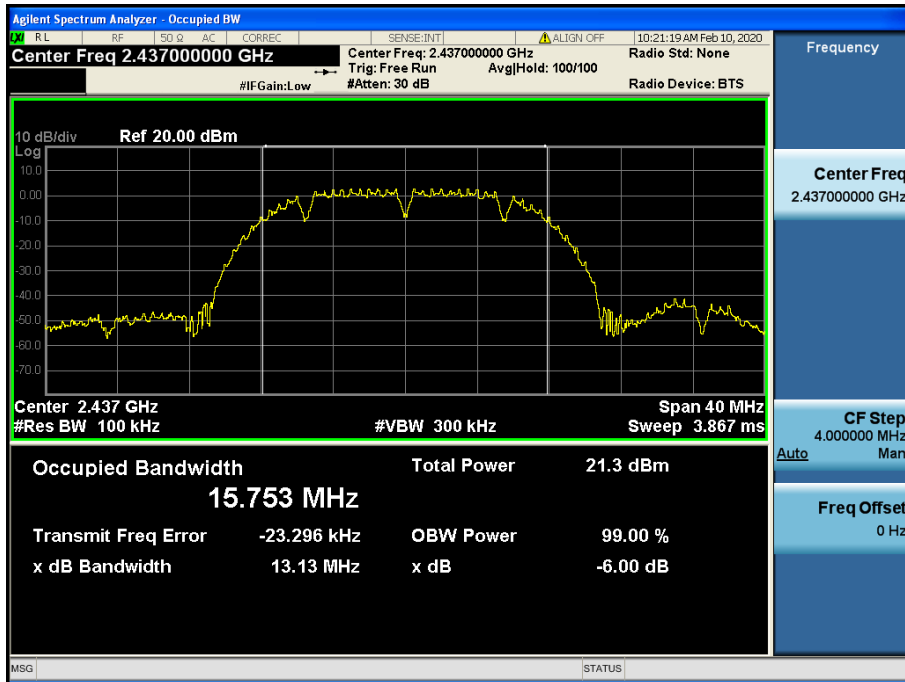 Agilent Spectrum Analyzer - Occupied BW
LXI RL RF 50 Ω AC CORREC SENSE:INT ALIGN OFF 10:21:19 AM Feb 10, 2020
Center Freq 2.437000000 GHz
Center Freq: 2.437000000 GHz
Radio Std: None
Trig: Free Run Avg|Hold: 100/100
#IFGain:Low
#Atten: 30 dB
Radio Device: BTS
10 dB/div Ref 20.00 dBm
Log
10.0
0.00
-10.0
-20.0
-30.0
-40.0
-50.0
-60.0
-70.0
Center 2.437 GHz
Span 40 MHz
#Res BW 100 kHz
#VBW 300 kHz
Sweep 3.867 ms
Occupied Bandwidth
15.753 MHz
Total Power 21.3 dBm
Transmit Freq Error -23.296 kHz
OBW Power 99.00 %
x dB Bandwidth 13.13 MHz
x dB -6.00 dB
MSG
STATUS
Frequency
Center Freq
2.437000000 GHz
CF Step
4.000000 MHz
Auto Man
Freq Offset
0 Hz